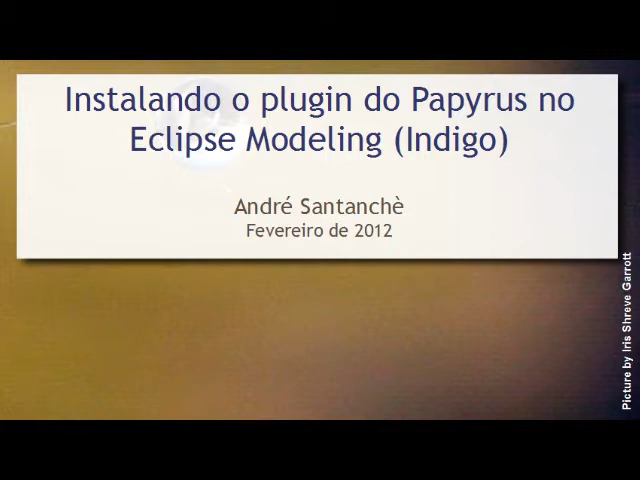 Instalando o plugin do Papyrus no
Eclipse Modeling (Indigo)
André Santanchè
Fevereiro de 2012
Picture by Iris Shreve Garrott